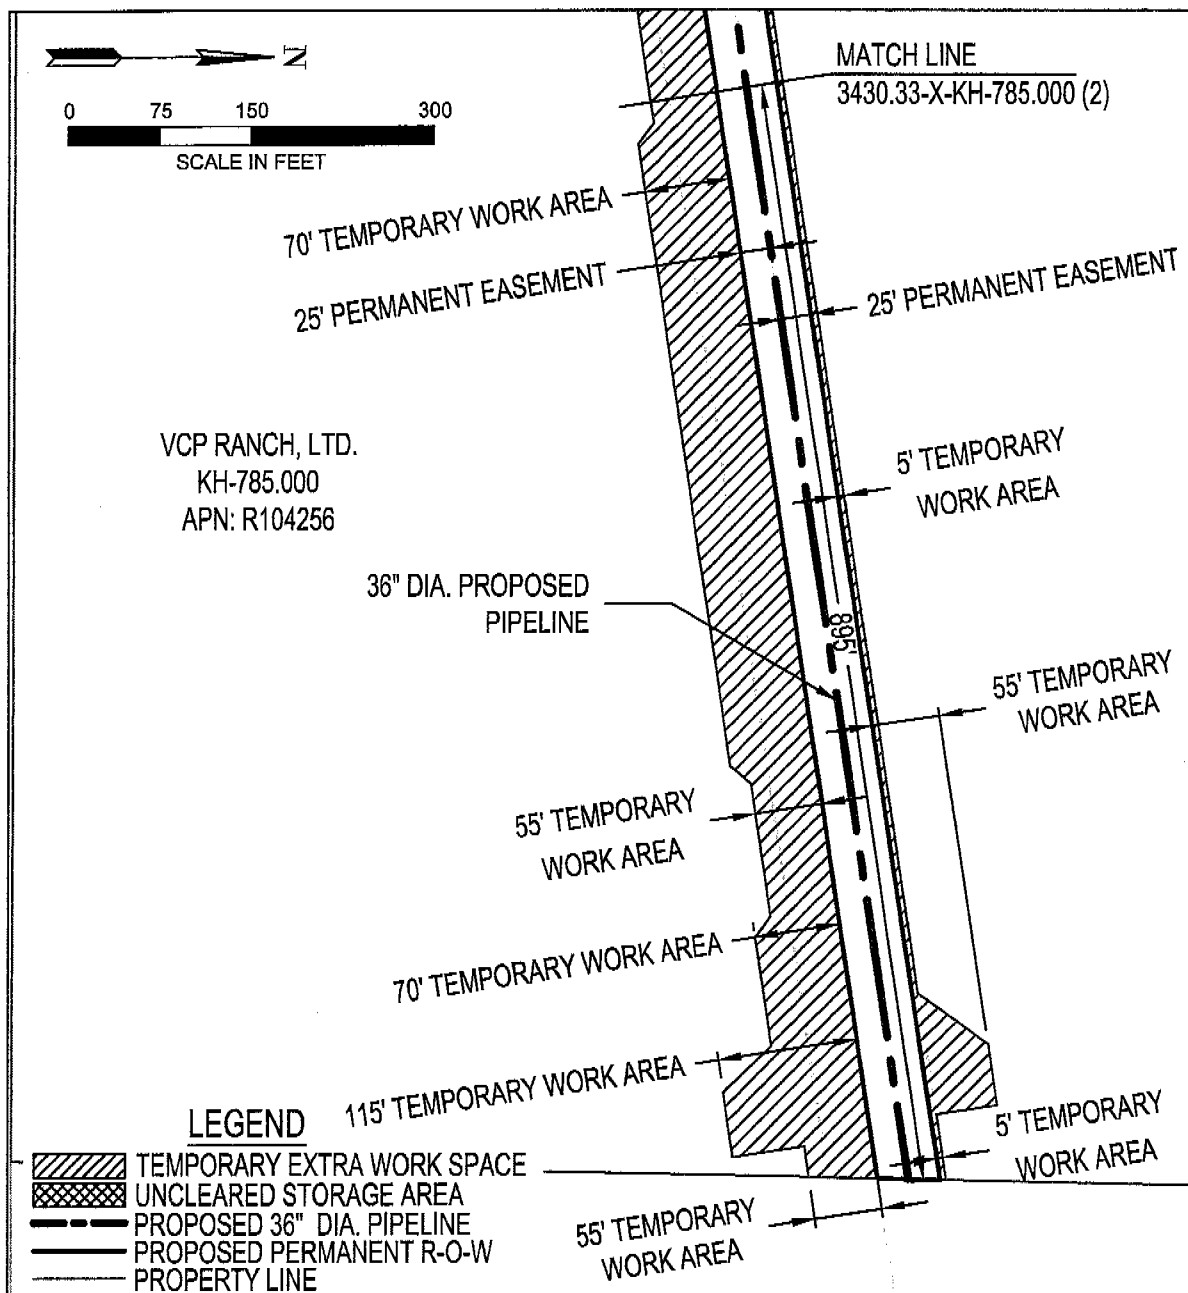 N
MATCH LINE
3430.33-X-KH-785.000 (2)
0 75 150 300
SCALE IN FEET
70' TEMPORARY WORK AREA
25' PERMANENT EASEMENT
25' PERMANENT EASEMENT
VCP RANCH, LTD.
KH-785.000
APN: R104256
5' TEMPORARY
WORK AREA
36" DIA. PROPOSED
PIPELINE
895'
55' TEMPORARY
WORK AREA
55' TEMPORARY
WORK AREA
70' TEMPORARY WORK AREA
115' TEMPORARY WORK AREA
5' TEMPORARY
WORK AREA
55' TEMPORARY
WORK AREA
LEGEND
TEMPORARY EXTRA WORK SPACE
UNCLEARED STORAGE AREA
PROPOSED 36" DIA. PIPELINE
PROPOSED PERMANENT R-O-W
PROPERTY LINE